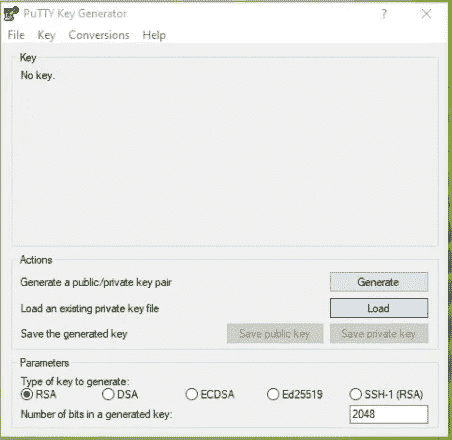 PuTTY Key Generator ?
File Key Conversions Help
Key
No key.
Actions
Generate a public/private key pair Generate
Load an existing private key file Load
Save the generated key Save public key Save private key
Parameters
Type of key to generate:
RSA DSA ECDSA Ed25519 SSH-1 (RSA)
Number of bits in a generated key: 2048